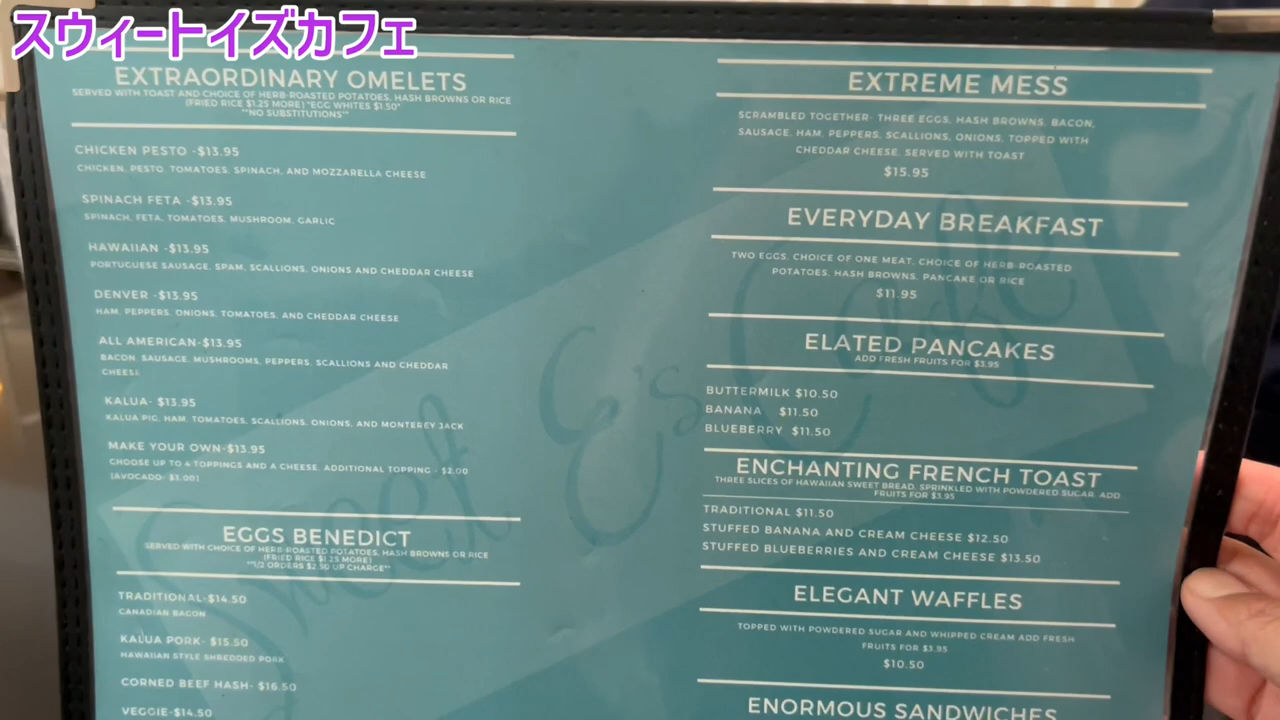 スウィートイズカフェ
EXTRAORDINARY OMELETS
SERVED WITH TOAST AND CHOICE OF HERB-ROASTED POTATOES, HASH BROWNS OR RICE
(FRIED RICE $1.25 MORE) *EGG WHITES $1.50*
**NO SUBSTITUTIONS**
CHICKEN PESTO -$13.95
CHICKEN, PESTO, TOMATOES, SPINACH, AND MOZZARELLA CHEESE
SPINACH FETA -$13.95
SPINACH, FETA, TOMATOES, MUSHROOM, GARLIC
HAWAIIAN -$13.95
PORTUGUESE SAUSAGE, SPAM, SCALLIONS, ONIONS AND CHEDDAR CHEESE
DENVER -$13.95
HAM, PEPPERS, ONIONS, TOMATOES, AND CHEDDAR CHEESE
ALL AMERICAN-$13.95
BACON, SAUSAGE, MUSHROOMS, PEPPERS, SCALLIONS AND CHEDDAR
CHEESE
KALUA- $13.95
KALUA PIG, HAM, TOMATOES, SCALLIONS, ONIONS, AND MONTEREY JACK
MAKE YOUR OWN-$13.95
CHOOSE UP TO 4 TOPPINGS AND A CHEESE. ADDITIONAL TOPPING - $2.00
(AVOCADO- $3.00)
EGGS BENEDICT
SERVED WITH CHOICE OF HERB-ROASTED POTATOES, HASH BROWNS OR RICE
(FRIED RICE $1.25 MORE)
**1/2 ORDERS $2.50 UP CHARGE**
TRADITIONAL-$14.50
CANADIAN BACON
KALUA PORK- $15.50
HAWAIIAN STYLE SHREDDED PORK
CORNED BEEF HASH- $16.50
VEGGIE-$14.50
EXTREME MESS
SCRAMBLED TOGETHER- THREE EGGS, HASH BROWNS, BACON,
SAUSAGE, HAM, PEPPERS, SCALLIONS, ONIONS, TOPPED WITH
CHEDDAR CHEESE, SERVED WITH TOAST
$15.95
EVERYDAY BREAKFAST
TWO EGGS, CHOICE OF ONE MEAT, CHOICE OF HERB-ROASTED
POTATOES, HASH BROWNS, PANCAKE OR RICE
$11.95
ELATED PANCAKES
ADD FRESH FRUITS FOR $3.95
BUTTERMILK $10.50
BANANA $11.50
BLUEBERRY $11.50
ENCHANTING FRENCH TOAST
THREE SLICES OF HAWAIIAN SWEET BREAD, SPRINKLED WITH POWDERED SUGAR. ADD
FRUITS FOR $3.95
TRADITIONAL $11.50
STUFFED BANANA AND CREAM CHEESE $12.50
STUFFED BLUEBERRIES AND CREAM CHEESE $13.50
ELEGANT WAFFLES
TOPPED WITH POWDERED SUGAR AND WHIPPED CREAM ADD FRESH
FRUITS FOR $3.95
$10.50
ENORMOUS SANDWICHES
Sweet E's Cafe